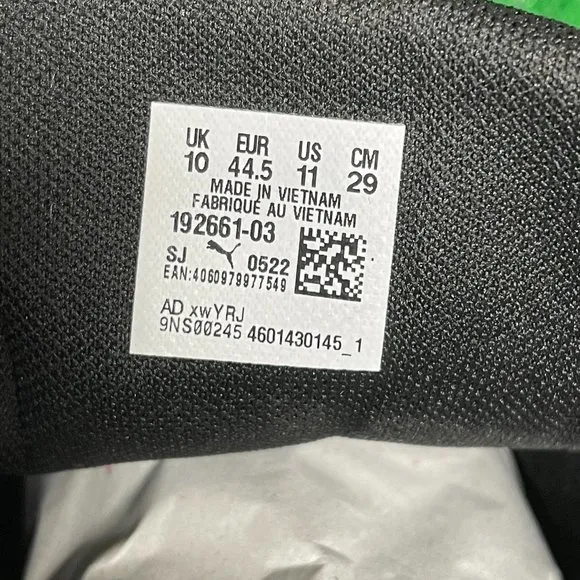 UK EUR US CM
10 44.5 11 29
MADE IN VIETNAM
FABRIQUÉ AU VIETNAM
192661-03
SJ 0522
EAN:4060979977549
AD xwYRJ
9NS00245 4601430145_1